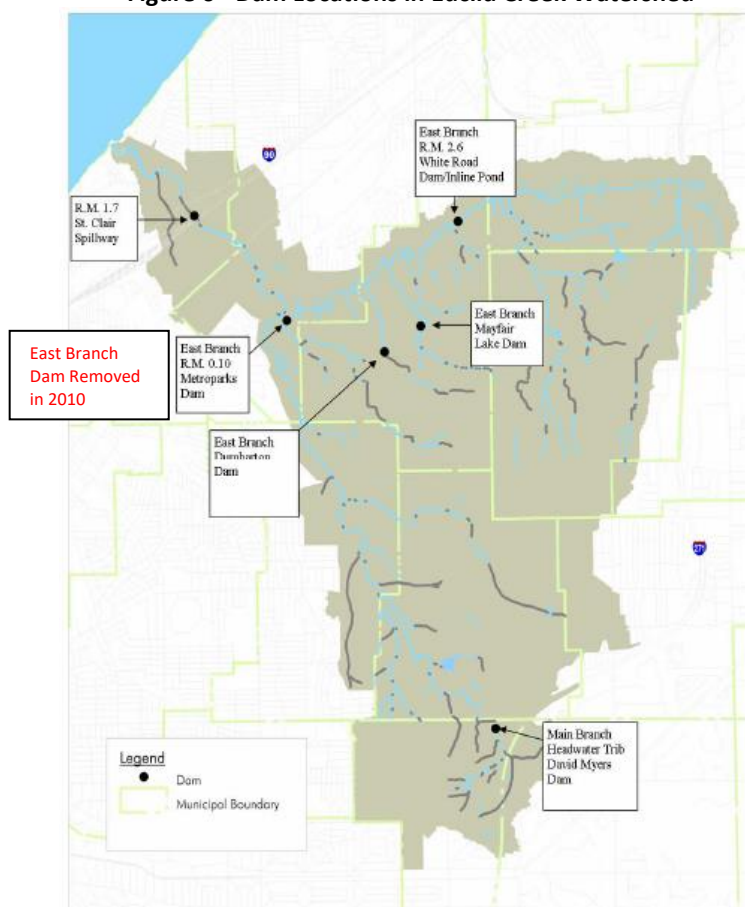 Figure 6 - Dam Locations in Euclid Creek Watershed
90
East Branch
R.M. 2.6
White Road
Dam/Inline Pond
R.M. 1.7
St. Clair
Spillway
East Branch
Dam Removed
in 2010
East Branch
R.M. 0.10
Metroparks
Dam
East Branch
Mayfair
Lake Dam
East Branch
Dumbarton
Dam
271
Main Branch
Headwater Trib
David Myers
Dam
Legend
Dam
Municipal Boundary